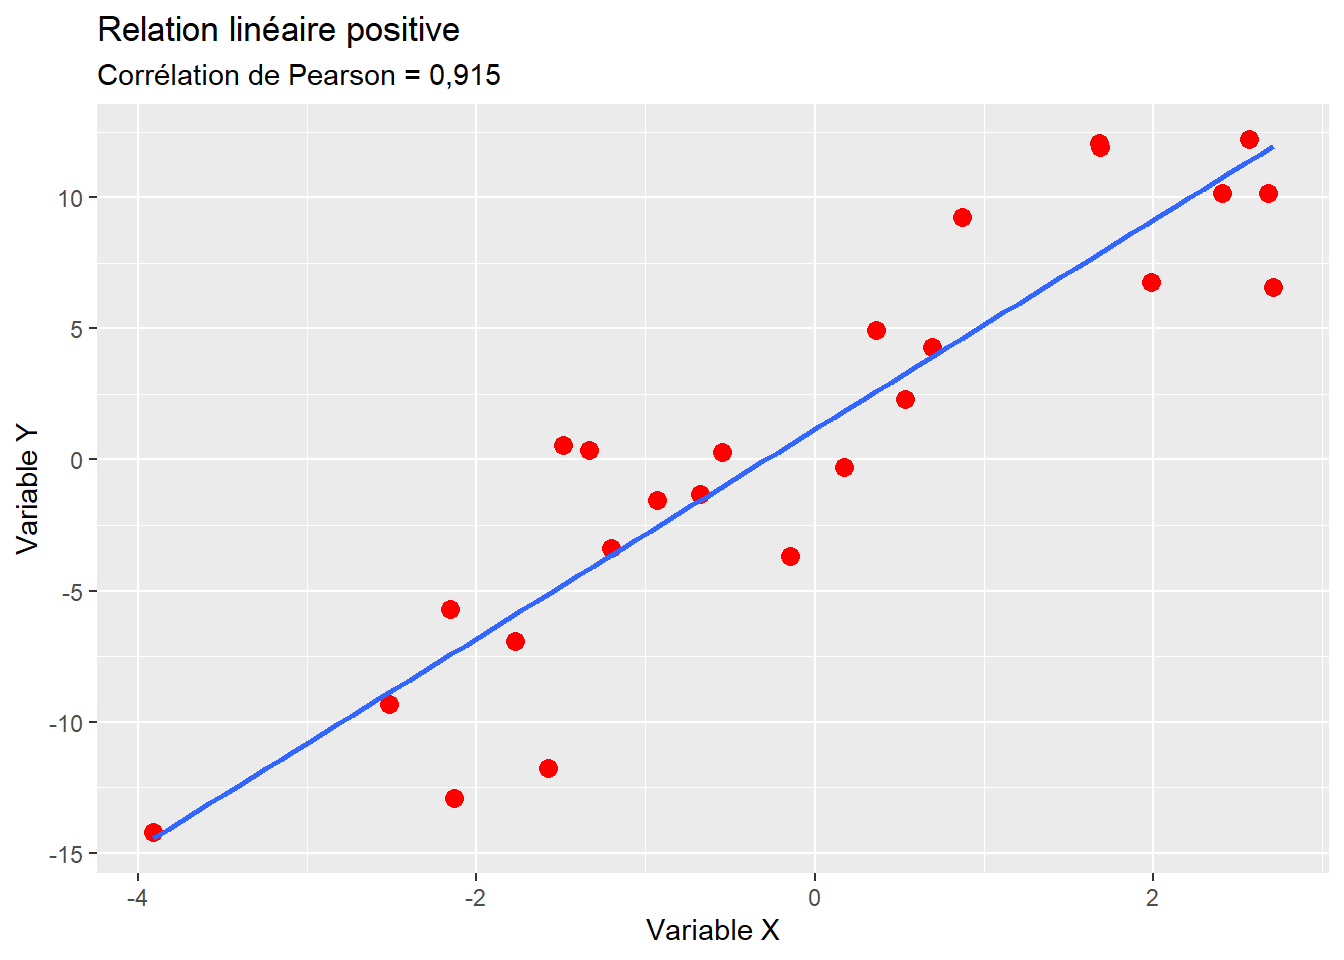 Relation linéaire positive
Corrélation de Pearson = 0,915
Variable Y
10
5
0
-5
-10
-15
-4
-2
0
2
Variable X